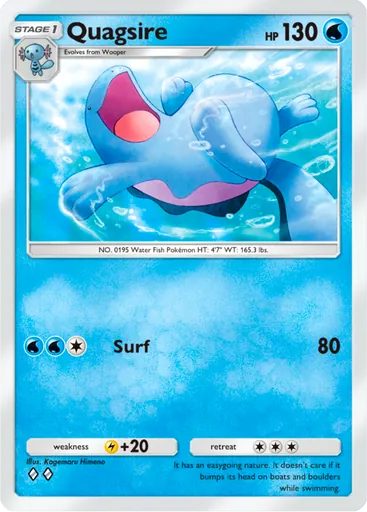 STAGE 1
Quagsire
HP 130
Evolves from Wooper
NO. 0195 Water Fish Pokémon HT: 4'7" WT: 165.3 lbs.
Surf 80
weakness +20
retreat
Illus. Kagemaru Himeno
It has an easygoing nature. It doesn't care if
bumps its head on boats and boulders
while swimming.